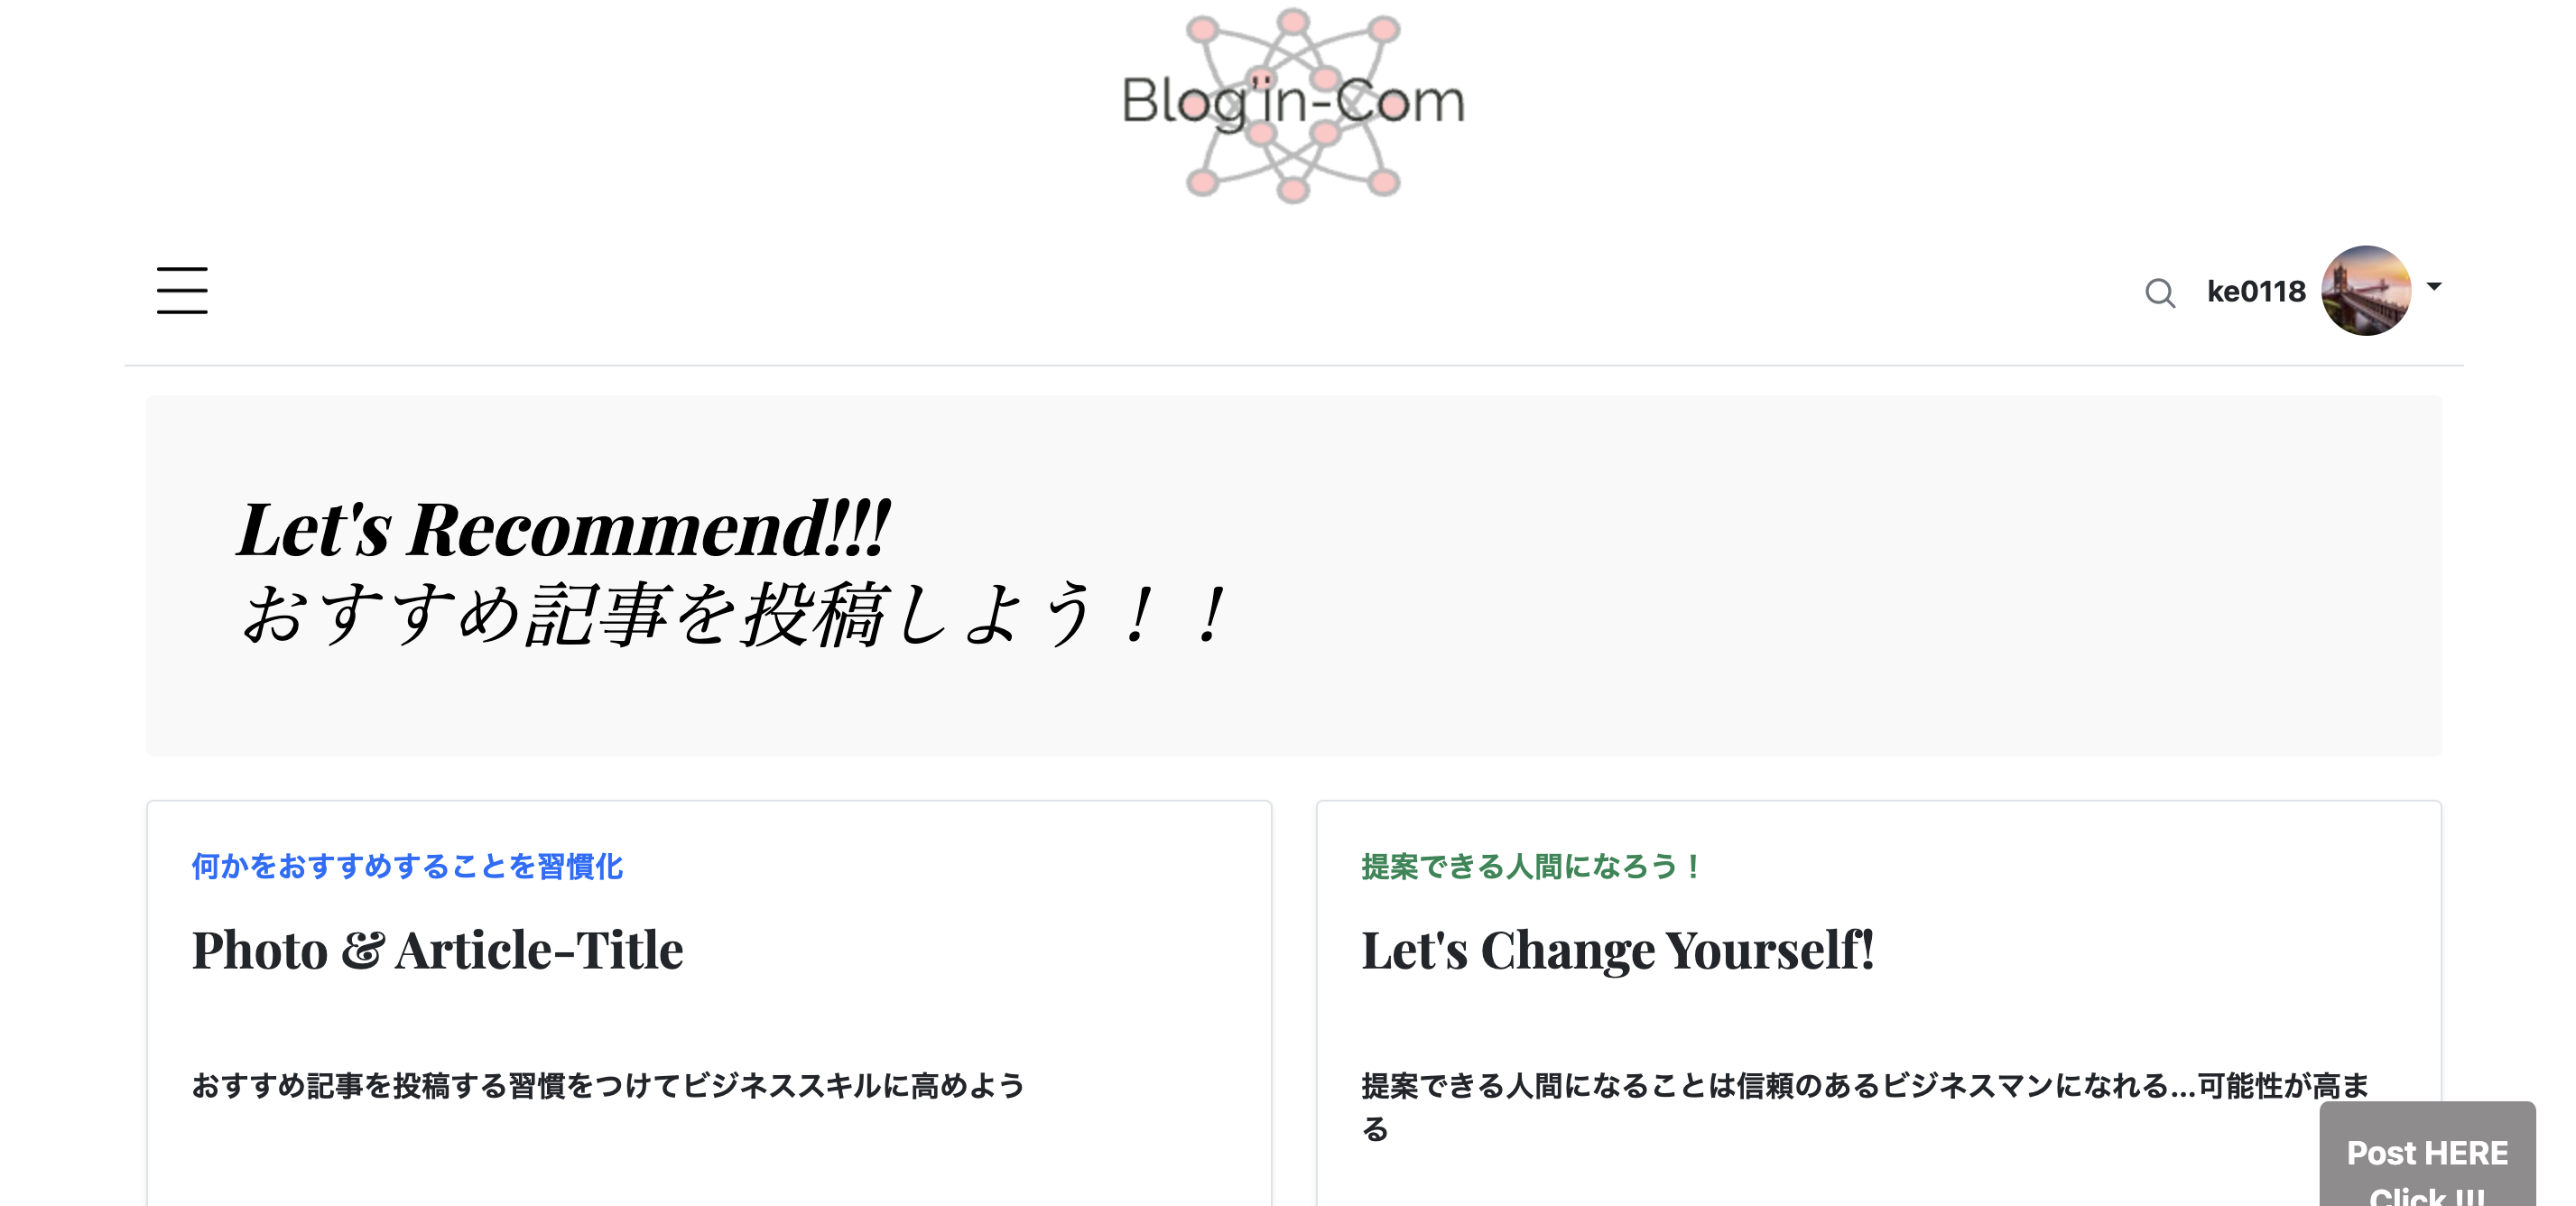 Blog'in-Com
ke0118
Let's Recommend!!!
おすすめ記事を投稿しよう！！
何かをおすすめすることを習慣化
Photo & Article-Title
おすすめ記事を投稿する習慣をつけてビジネススキルに高めよう
提案できる人間になろう！
Let's Change Yourself!
提案できる人間になることは信頼のあるビジネスマンになれる...可能性が高ま
る
Post HERE
Click !!!